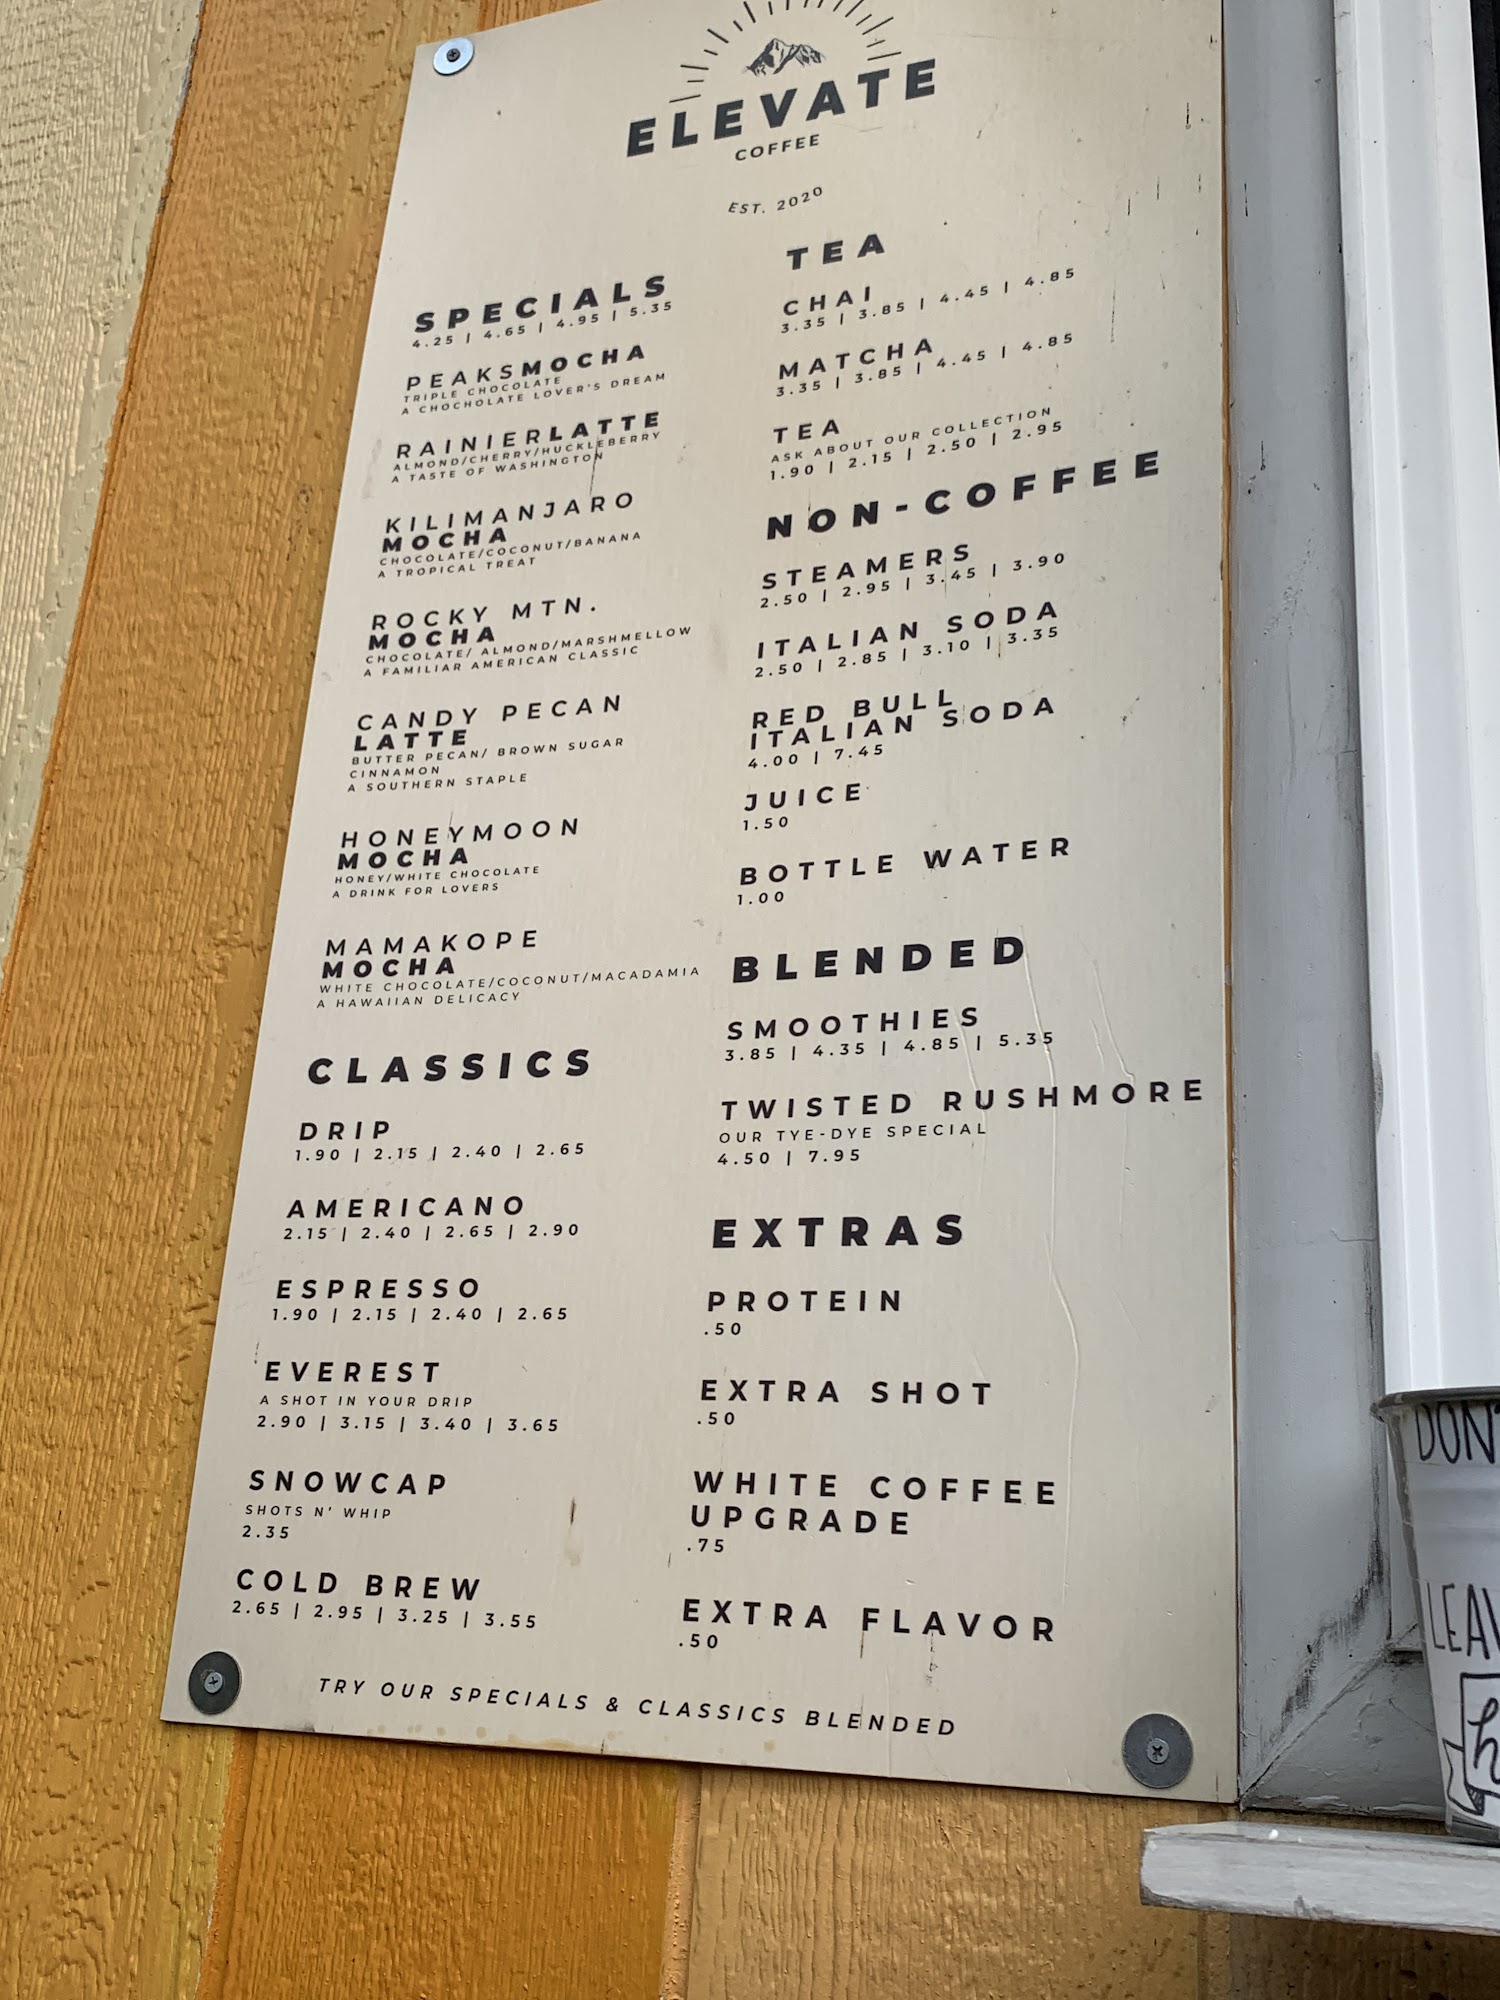 ELEVATE
COFFEE
EST. 2020
SPECIALS
4.25 | 4.65 | 4.95 | 5.35
PEAKSMOCHA
TRIPLE CHOCOLATE
A CHOCHOLATE LOVER'S DREAM
RAINIERLATTE
ALMOND/CHERRY/HUCKLEBERRY
A TASTE OF WASHINGTON
KILIMANJARO
MOCHA
CHOCOLATE/COCONUT/BANANA
A TROPICAL TREAT
ROCKY MTN.
MOCHA
CHOCOLATE/ ALMOND/MARSHMELLOW
A FAMILIAR AMERICAN CLASSIC
CANDY PECAN
LATTE
BUTTER PECAN/ BROWN SUGAR
CINNAMON
A SOUTHERN STAPLE
HONEYMOON
MOCHA
HONEY/WHITE CHOCOLATE
A DRINK FOR LOVERS
MAMAKOPE
MOCHA
WHITE CHOCOLATE/COCONUT/MACADAMIA
A HAWAIIAN DELICACY
CLASSICS
DRIP
1.90 | 2.15 | 2.40 | 2.65
AMERICANO
2.15 | 2.40 | 2.65 | 2.90
ESPRESSO
1.90 | 2.15 | 2.40 | 2.65
EVEREST
A SHOT IN YOUR DRIP
2.90 | 3.15 | 3.40 | 3.65
SNOWCAP
SHOTS N' WHIP
2.35
COLD BREW
2.65 | 2.95 | 3.25 | 3.55
TEA
CHAI
3.35 | 3.85 | 4.45 | 4.85
MATCHA
3.35 | 3.85 | 4.45 | 4.85
TEA
ASK ABOUT OUR COLLECTION
1.90 | 2.15 | 2.50 | 2.95
NON-COFFEE
STEAMERS
2.50 | 2.95 | 3.45 | 3.90
ITALIAN SODA
2.50 | 2.85 | 3.10 | 3.35
RED BULL
ITALIAN SODA
4.00 | 7.45
JUICE
1.50
BOTTLE WATER
1.00
BLENDED
SMOOTHIES
3.85 | 4.35 | 4.85 | 5.35
TWISTED RUSHMORE
OUR TYE-DYE SPECIAL
4.50 | 7.95
EXTRAS
PROTEIN
.50
EXTRA SHOT
.50
WHITE COFFEE
UPGRADE
.75
EXTRA FLAVOR
.50
TRY OUR SPECIALS & CLASSICS BLENDED
DON'
LEAV
h